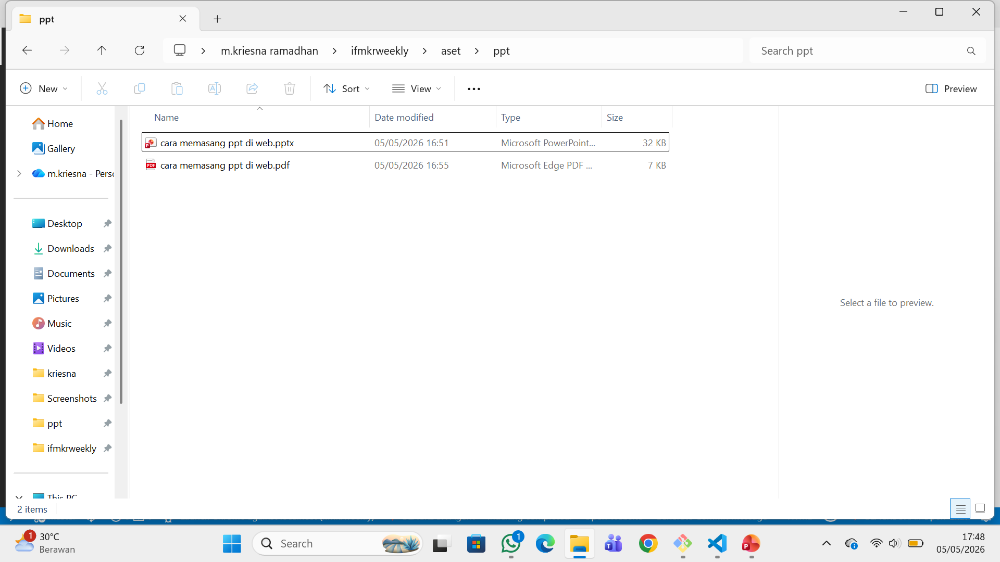 ppt
m.kriesna ramadhan
ifmkrweekly
aset
ppt
Search ppt
New
Sort
View
Preview
Name
Date modified
Type
Size
cara memasang ppt di web.pptx
05/05/2026 16:51
Microsoft PowerPoint...
32 KB
cara memasang ppt di web.pdf
05/05/2026 16:55
Microsoft Edge PDF ...
7 KB
Home
Gallery
m.kriesna - Perso
Desktop
Downloads
Documents
Pictures
Music
Videos
kriesna
Screenshots
ppt
ifmkrweekly
This PC
Select a file to preview.
2 items
1
30°C
Berawan
Search
1
17:48
05/05/2026